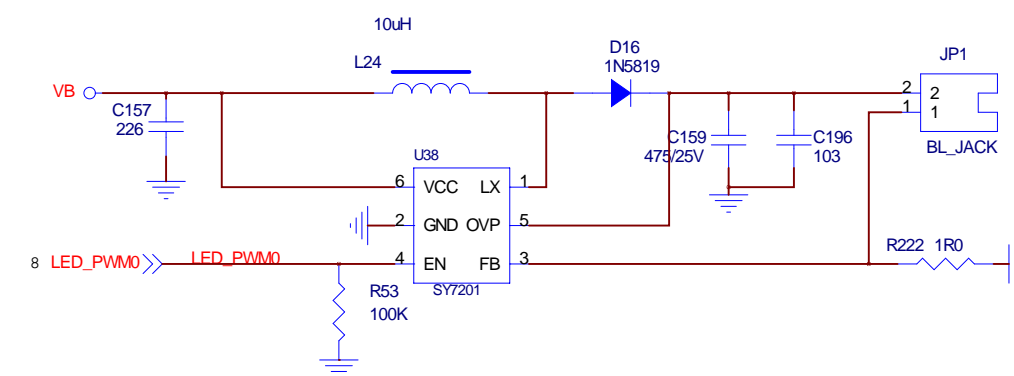 10uH
L24
D16
1N5819
JP1
VB
C157
226
2
2
1
1
BL_JACK
C159
475/25V
C196
103
U38
6
VCC
LX
1
2
GND
OVP
5
4
EN
FB
3
SY7201
8
LED_PWM0
LED_PWM0
R222 1R0
R53
100K